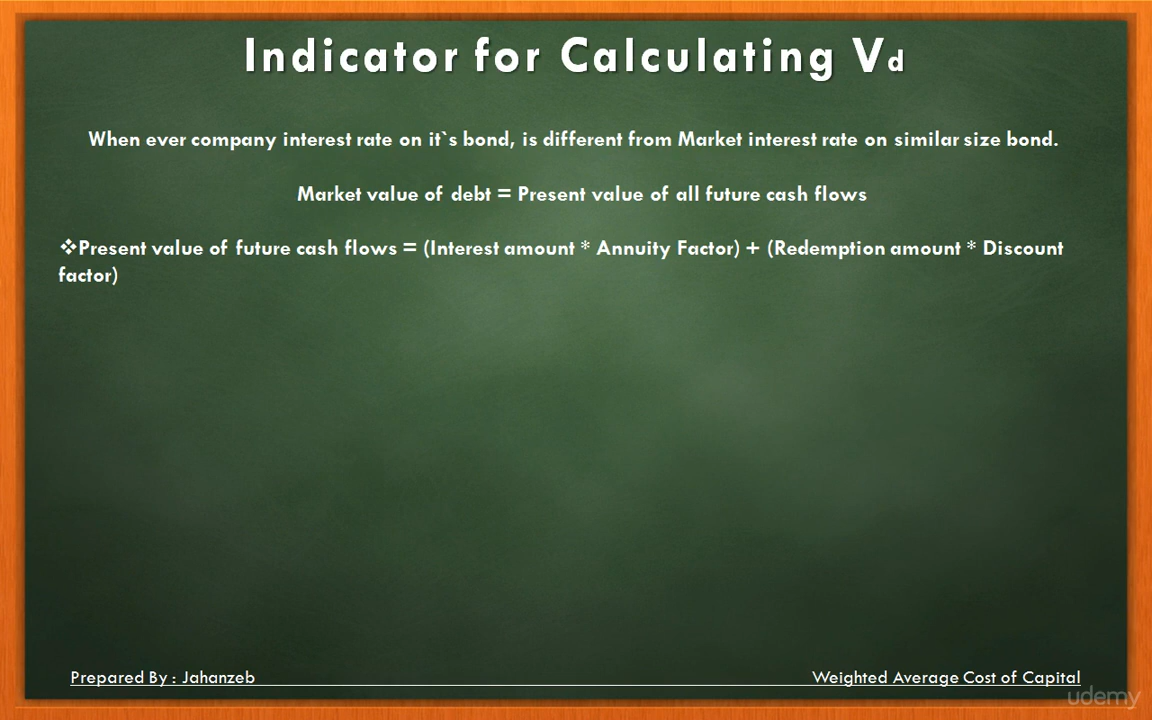 Indicator for Calculating Vd
When ever company interest rate on it`s bond, is different from Market interest rate on similar size bond.
Market value of debt = Present value of all future cash flows
❖Present value of future cash flows = (Interest amount * Annuity Factor) + (Redemption amount * Discount
factor)
Prepared By : Jahanzeb Weighted Average Cost of Capital
udemy